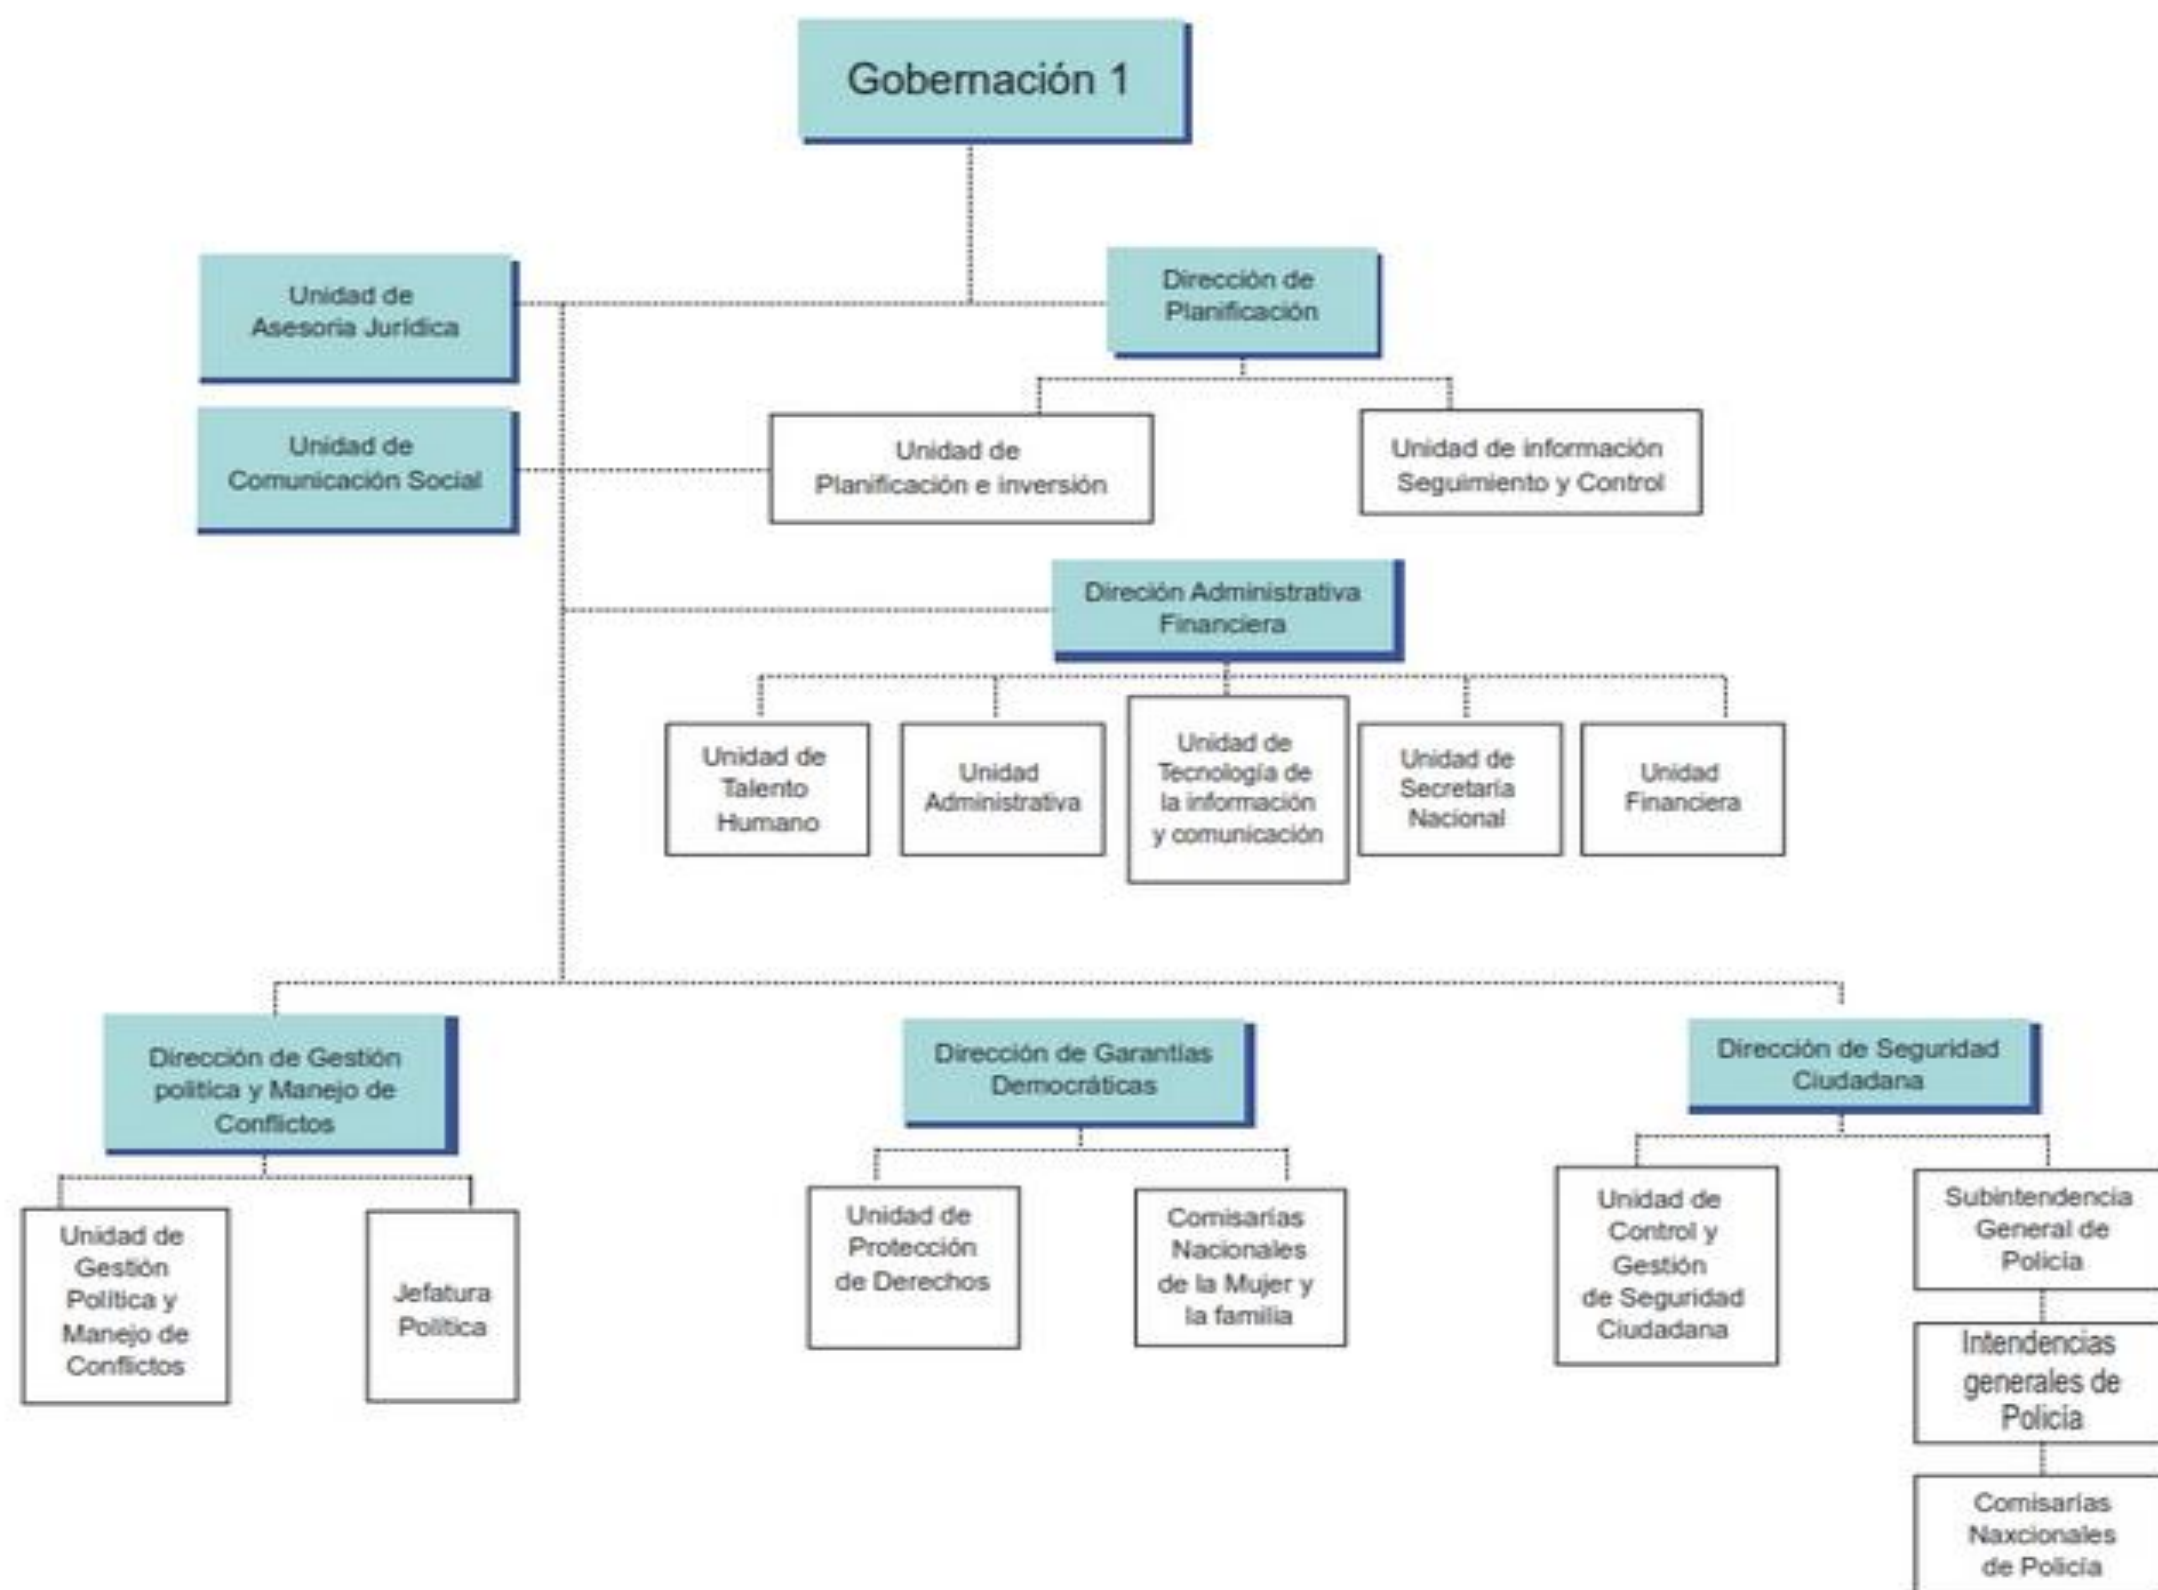 Gobernación 1
Unidad de
Asesoria Jurídica
Dirección de
Planificación
Unidad de
Comunicación Social
Unidad de
Planificación e inversión
Unidad de información
Seguimiento y Control
Direción Administrativa
Financiera
Unidad de
Talento
Humano
Unidad
Administrativa
Unidad de
Tecnología de
la información
y comunicación
Unidad de
Secretaría
Nacional
Unidad
Financiera
Dirección de Gestión
politica y Manejo de
Conflictos
Dirección de Garantías
Democráticas
Dirección de Seguridad
Ciudadana
Unidad de
Gestión
Política y
Manejo de
Conflictos
Jefatura
Política
Unidad de
Protección
de Derechos
Comisarías
Nacionales
de la Mujer y
la familia
Unidad de
Control y
Gestión
de Seguridad
Ciudadana
Subintendencia
General de
Policía
Intendencias
generales de
Policía
Comisarías
Naxcionales
de Policía